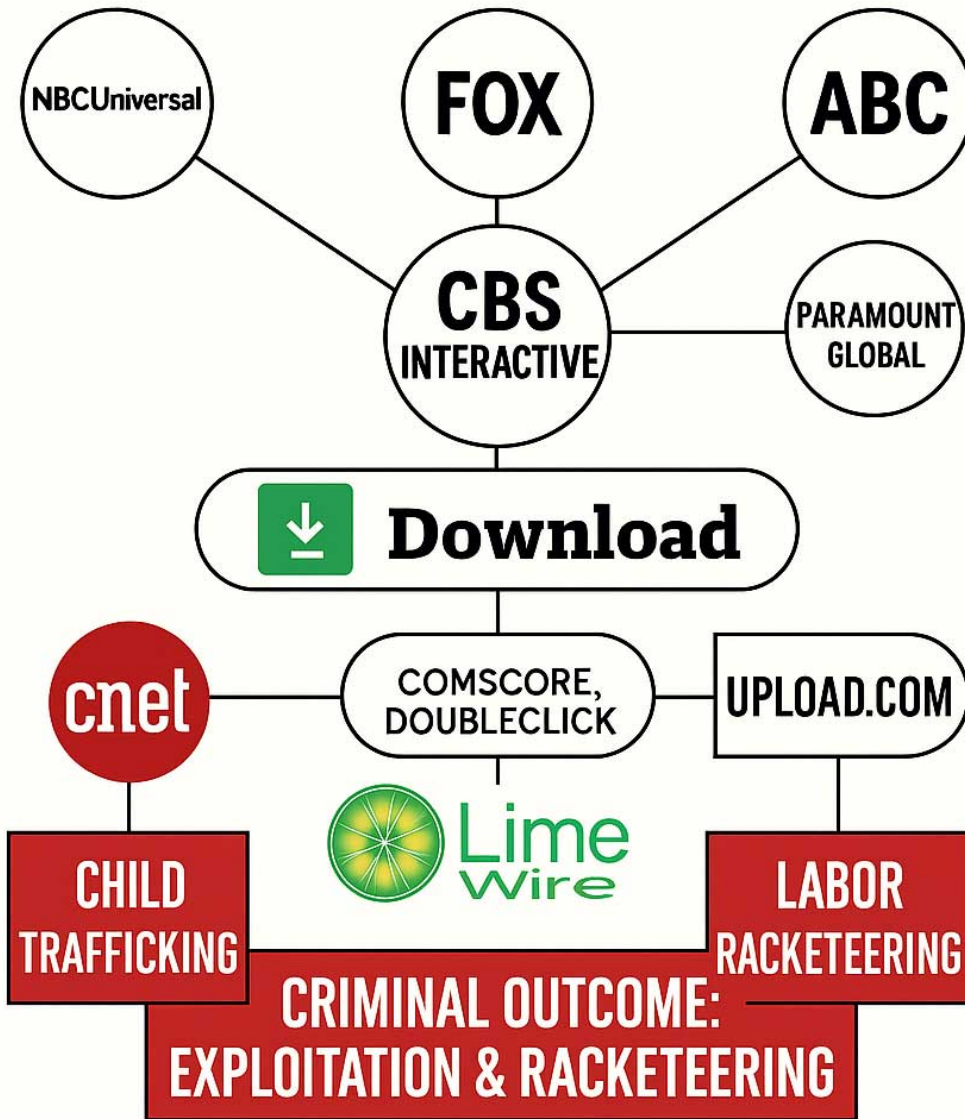 NBCUniversal
FOX
ABC
CBS
INTERACTIVE
PARAMOUNT
GLOBAL
Download
cnet
COMSCORE,
DOUBLECLICK
UPLOAD.COM
Lime
Wire
CHILD
TRAFFICKING
LABOR
RACKETEERING
CRIMINAL OUTCOME:
EXPLOITATION & RACKETEERING